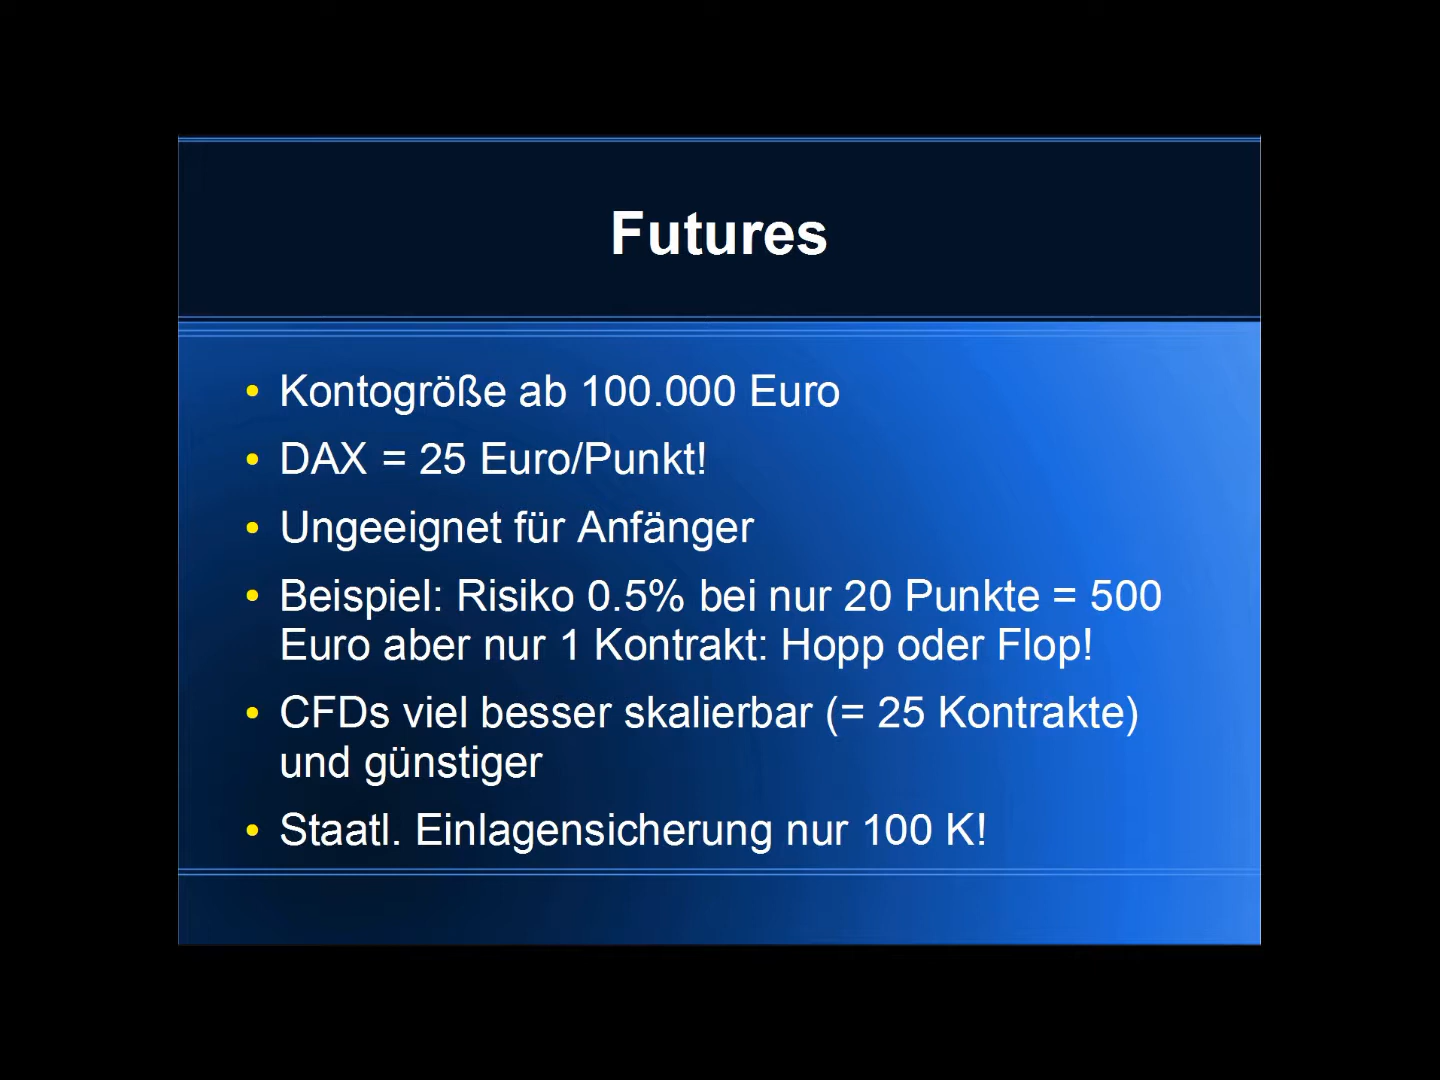 Futures
• Kontogröße ab 100.000 Euro
• DAX = 25 Euro/Punkt!
• Ungeeignet für Anfänger
• Beispiel: Risiko 0.5% bei nur 20 Punkte = 500
Euro aber nur 1 Kontrakt: Hopp oder Flop!
• CFDs viel besser skalierbar (= 25 Kontrakte)
und günstiger
• Staatl. Einlagensicherung nur 100 K!